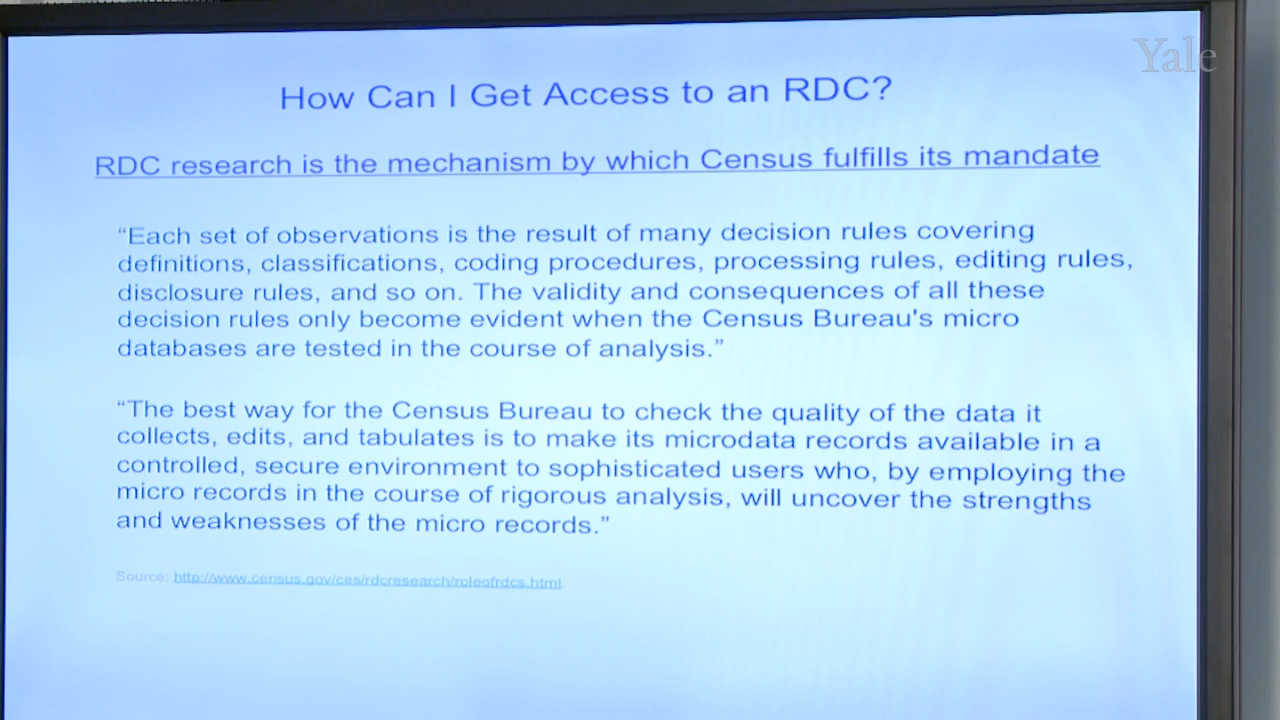 Yale
How Can I Get Access to an RDC?
RDC research is the mechanism by which Census fulfills its mandate
“Each set of observations is the result of many decision rules covering
definitions, classifications, coding procedures, processing rules, editing rules,
disclosure rules, and so on. The validity and consequences of all these
decision rules only become evident when the Census Bureau's micro
databases are tested in the course of analysis.”
“The best way for the Census Bureau to check the quality of the data it
collects, edits, and tabulates is to make its microdata records available in a
controlled, secure environment to sophisticated users who, by employing the
micro records in the course of rigorous analysis, will uncover the strengths
and weaknesses of the micro records.”
Source: http://www.census.gov/ces/rdcresearch/roleofrdcs.html